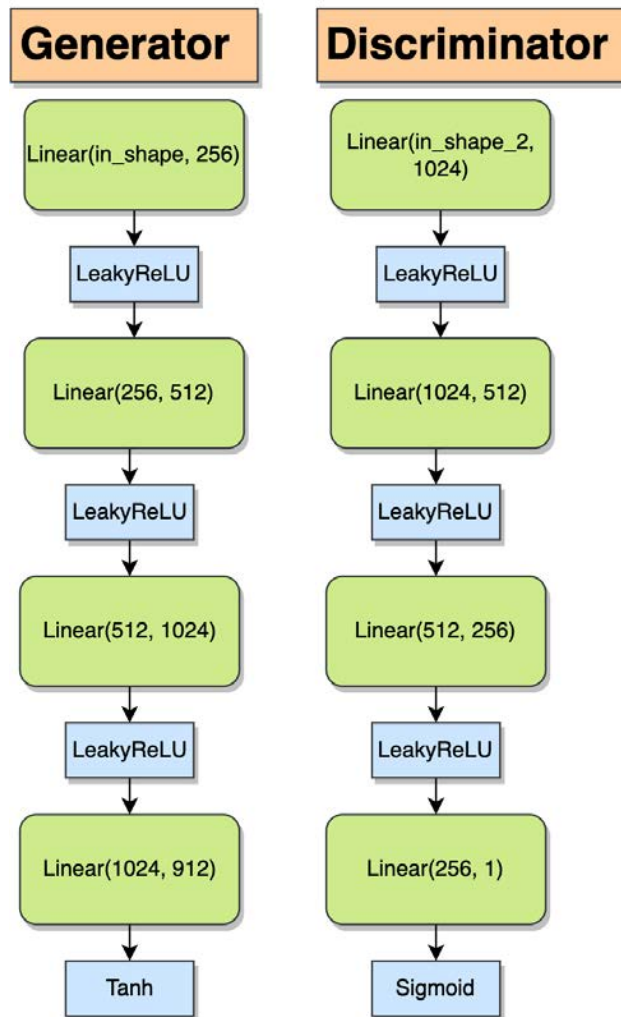 Generator
Linear(in_shape, 256)
LeakyReLU
Linear(256, 512)
LeakyReLU
Linear(512, 1024)
LeakyReLU
Linear(1024, 912)
Tanh
Discriminator
Linear(in_shape_2,
1024)
LeakyReLU
Linear(1024, 512)
LeakyReLU
Linear(512, 256)
LeakyReLU
Linear(256, 1)
Sigmoid